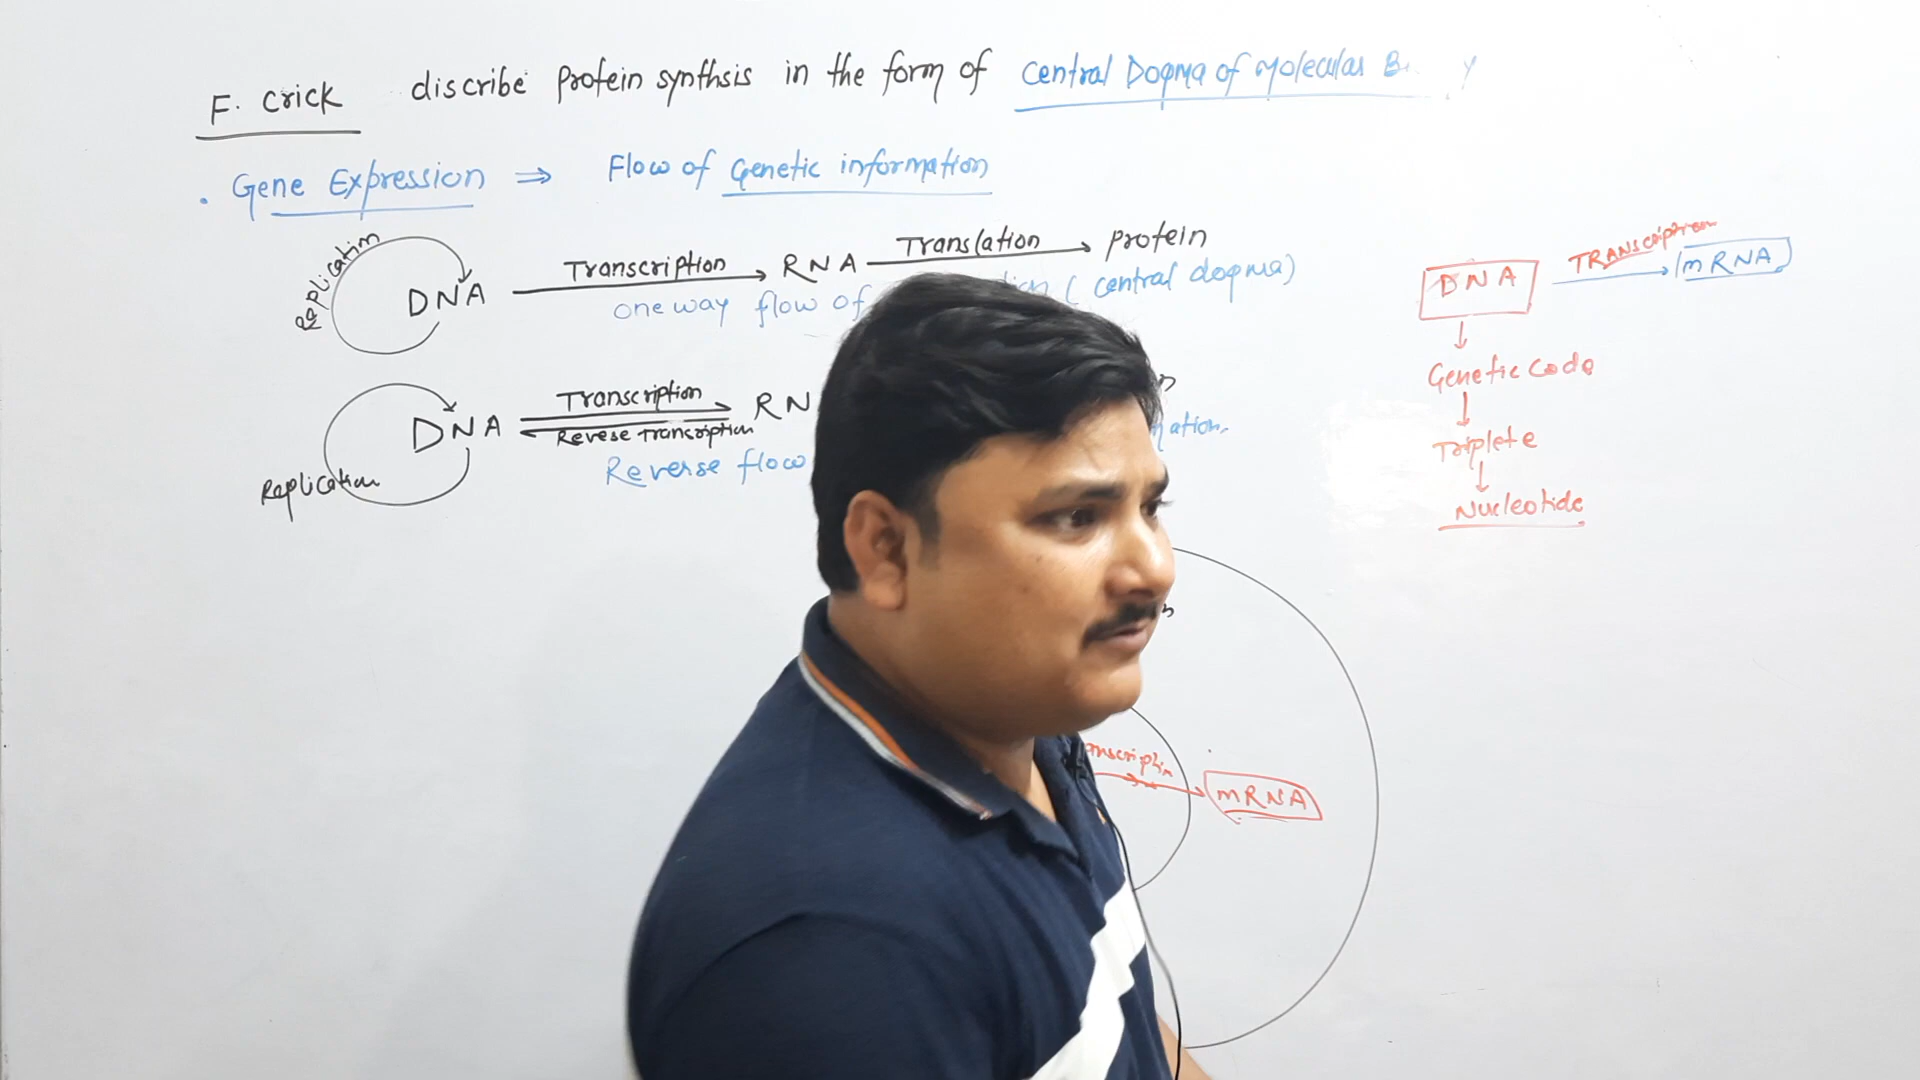 F. Crick discribe Protein synthsis in the form of Central Dogma of Molecular
. Gene Expression ⇒ Flow of Genetic information
Replication
DNA Transcription RNA Translation protein
one way flow of (central dogma)
DNA Transcription RN
Revese Transcription
Replication
Reverse flow
DNA TRANScription mRNA
Genetic Code
Triplete
Nucleotide
mRNA